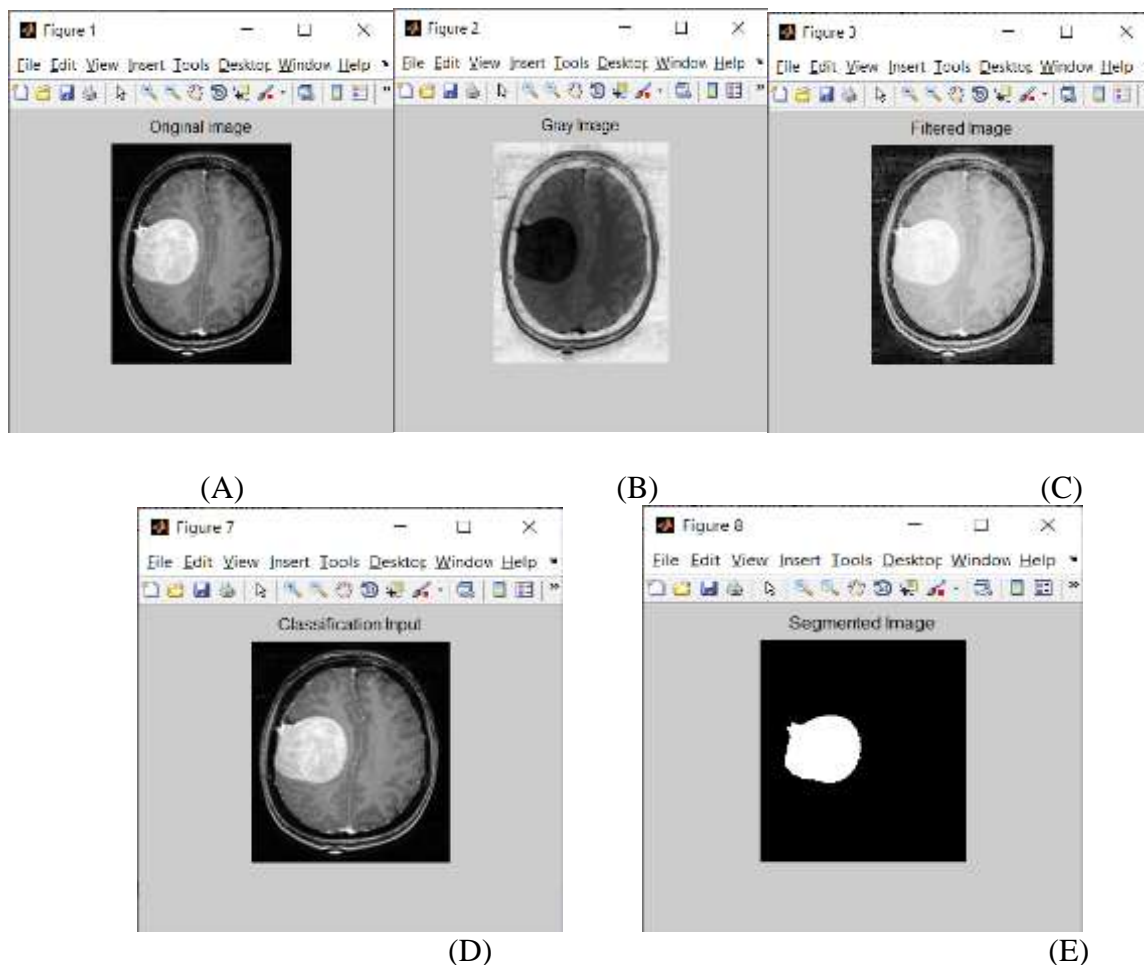 Figure 1
File Edit View Insert Tools Desktop Window Help
Original Image
Figure 2
File Edit View Insert Tools Desktop Window Help
Gray Image
Figure 3
File Edit View Insert Tools Desktop Window Help
Filtered Image
(A)
(B)
(C)
Figure 7
File Edit View Insert Tools Desktop Window Help
Classification Input
Figure 8
File Edit View Insert Tools Desktop Window Help
Segmented Image
(D)
(E)